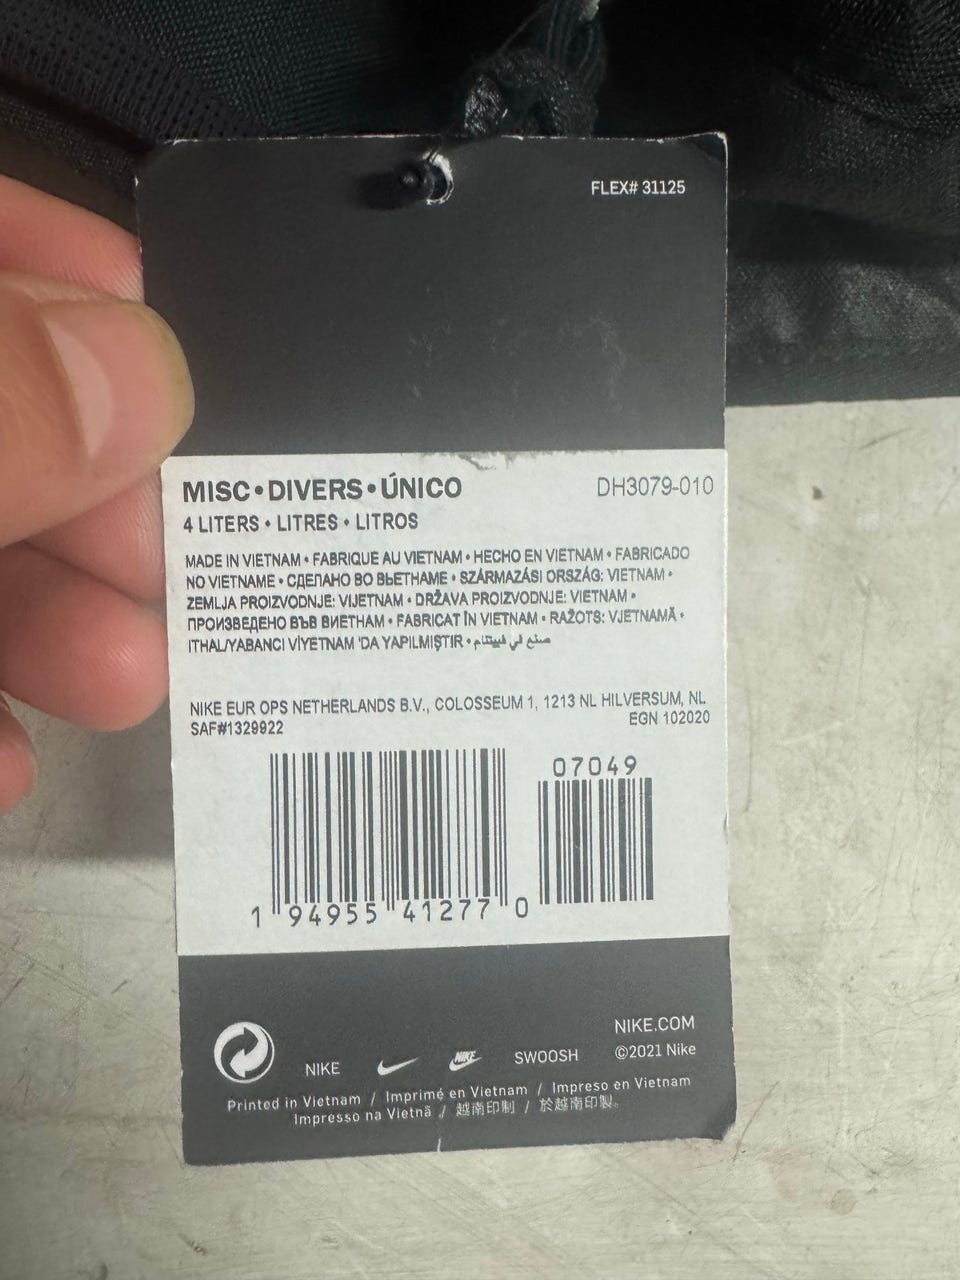 FLEX# 31125
MISC•DIVERS•ÚNICO DH3079-010
4 LITERS • LITRES • LITROS
MADE IN VIETNAM • FABRIQUE AU VIETNAM • HECHO EN VIETNAM • FABRICADO
NO VIETNAME • СДЕЛАНО ВО ВЬЕТНАМЕ • SZÁRMAZÁSI ORSZÁG: VIETNAM •
ZEMLJA PROIZVODNJE: VIJETNAM • DRŽAVA PROIZVODNJE: VIETNAM •
ПРОИЗВЕДЕНО ВЪВ ВИЕТНАМ • FABRICAT ÎN VIETNAM • RAŽOTS: VJETNAMĀ •
ITHAL/YABANCI VİYETNAM 'DA YAPILMIŞTIR • صنع في فييتنام
NIKE EUR OPS NETHERLANDS B.V., COLOSSEUM 1, 1213 NL HILVERSUM, NL
SAF#1329922 EGN 102020
07049
1 94955 41277 0
NIKE.COM
NIKE NIKE SWOOSH ©2021 Nike
Printed in Vietnam / Imprimé en Vietnam / Impreso en Vietnam
Impresso na Vietnã / 越南印制 / 於越南印製。